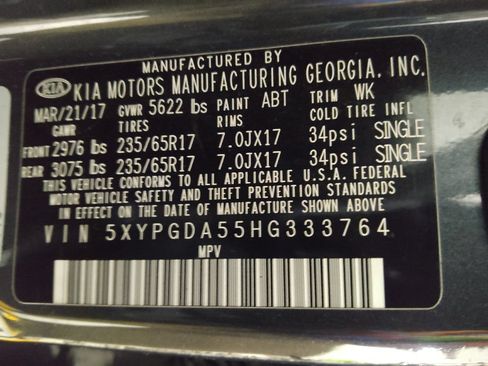 MANUFACTURED BY
KIA KIA MOTORS MANUFACTURING GEORGIA, INC.
MAR/21/17 GVWR 5622 lbs PAINT ABT TRIM WK
GAWR TIRES RIMS COLD TIRE INFL
FRONT 2976 lbs 235/65R17 7.0JX17 34psi SINGLE
REAR 3075 lbs 235/65R17 7.0JX17 34psi SINGLE
THIS VEHICLE CONFORMS TO ALL APPLICABLE U.S.A. FEDERAL
MOTOR VEHICLE SAFETY AND THEFT PREVENTION STANDARDS
IN EFFECT ON THE DATE OF MANUFACTURE SHOWN ABOVE.
VIN 5XYPGDA55HG333764
MPV